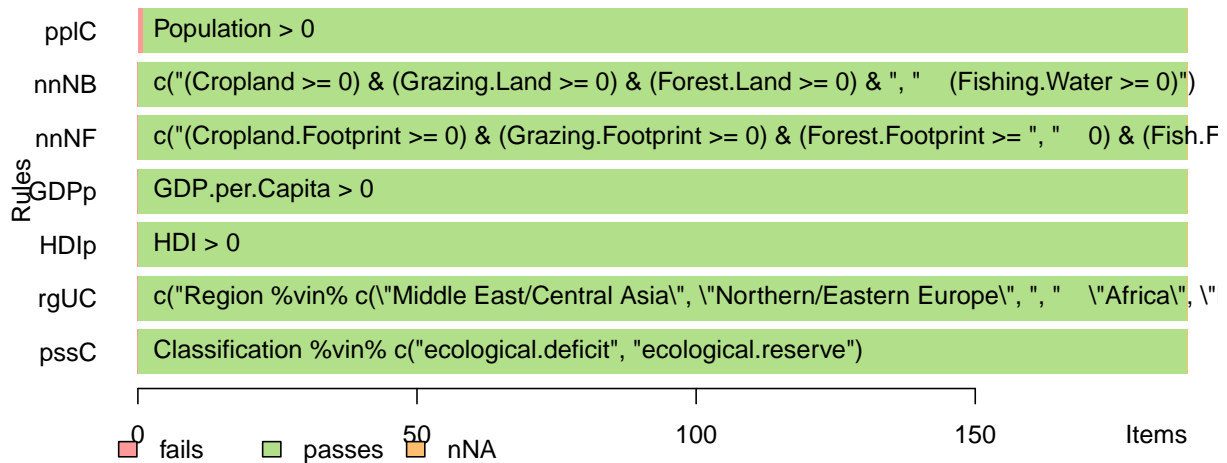 pplC Population > 0
nnNB c("(Cropland >= 0) & (Grazing.Land >= 0) & (Forest.Land >= 0) & ", "    (Fishing.Water >= 0)")
nnNF c("(Cropland.Footprint >= 0) & (Grazing.Footprint >= 0) & (Forest.Footprint >= ", "    0) & (Fish.F
Rules
GDPp GDP.per.Capita > 0
HDIp HDI > 0
rgUC c("Region %vin% c(\"Middle East/Central Asia\", \"Northern/Eastern Europe\", ", "    \"Africa\", \"
pssC Classification %vin% c("ecological.deficit", "ecological.reserve")
0 50 100 150 Items
fails passes nNA